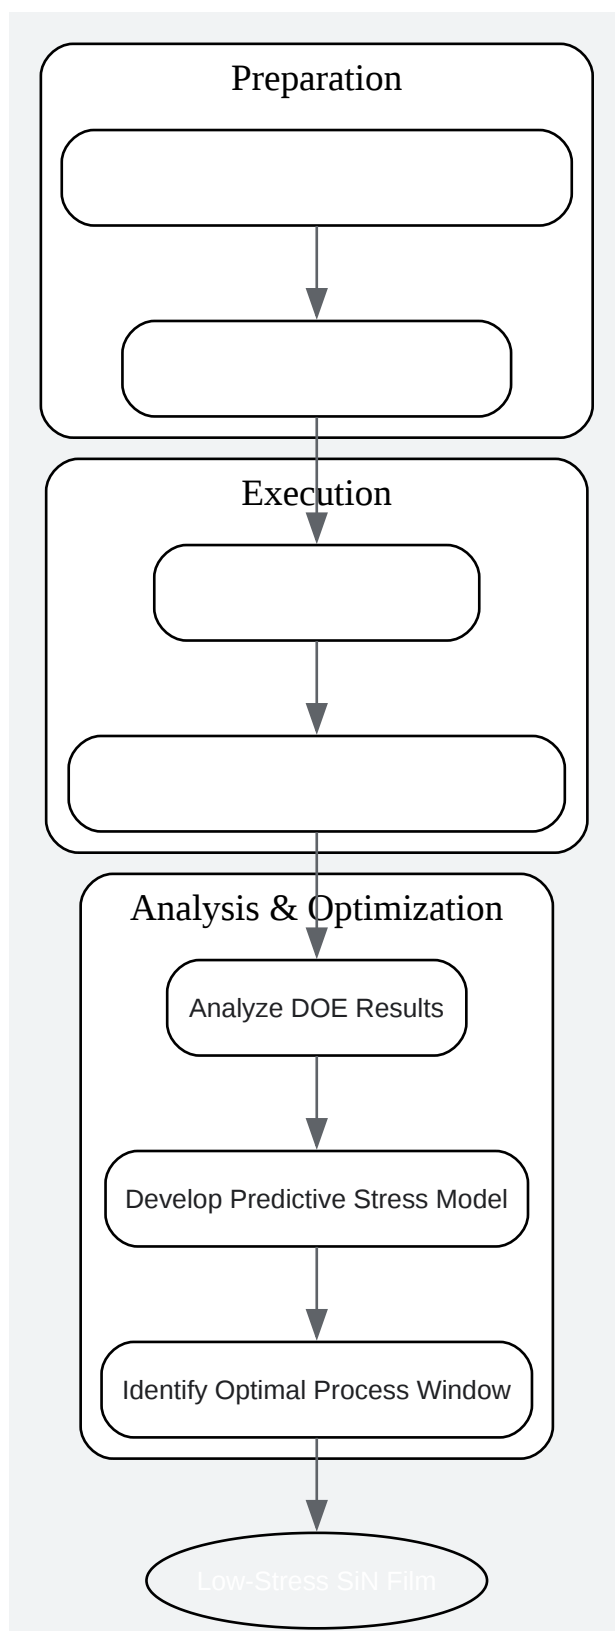 Preparation
Execution
Analysis & Optimization
Analyze DOE Results
Develop Predictive Stress Model
Identify Optimal Process Window
Low-Stress SiN Film